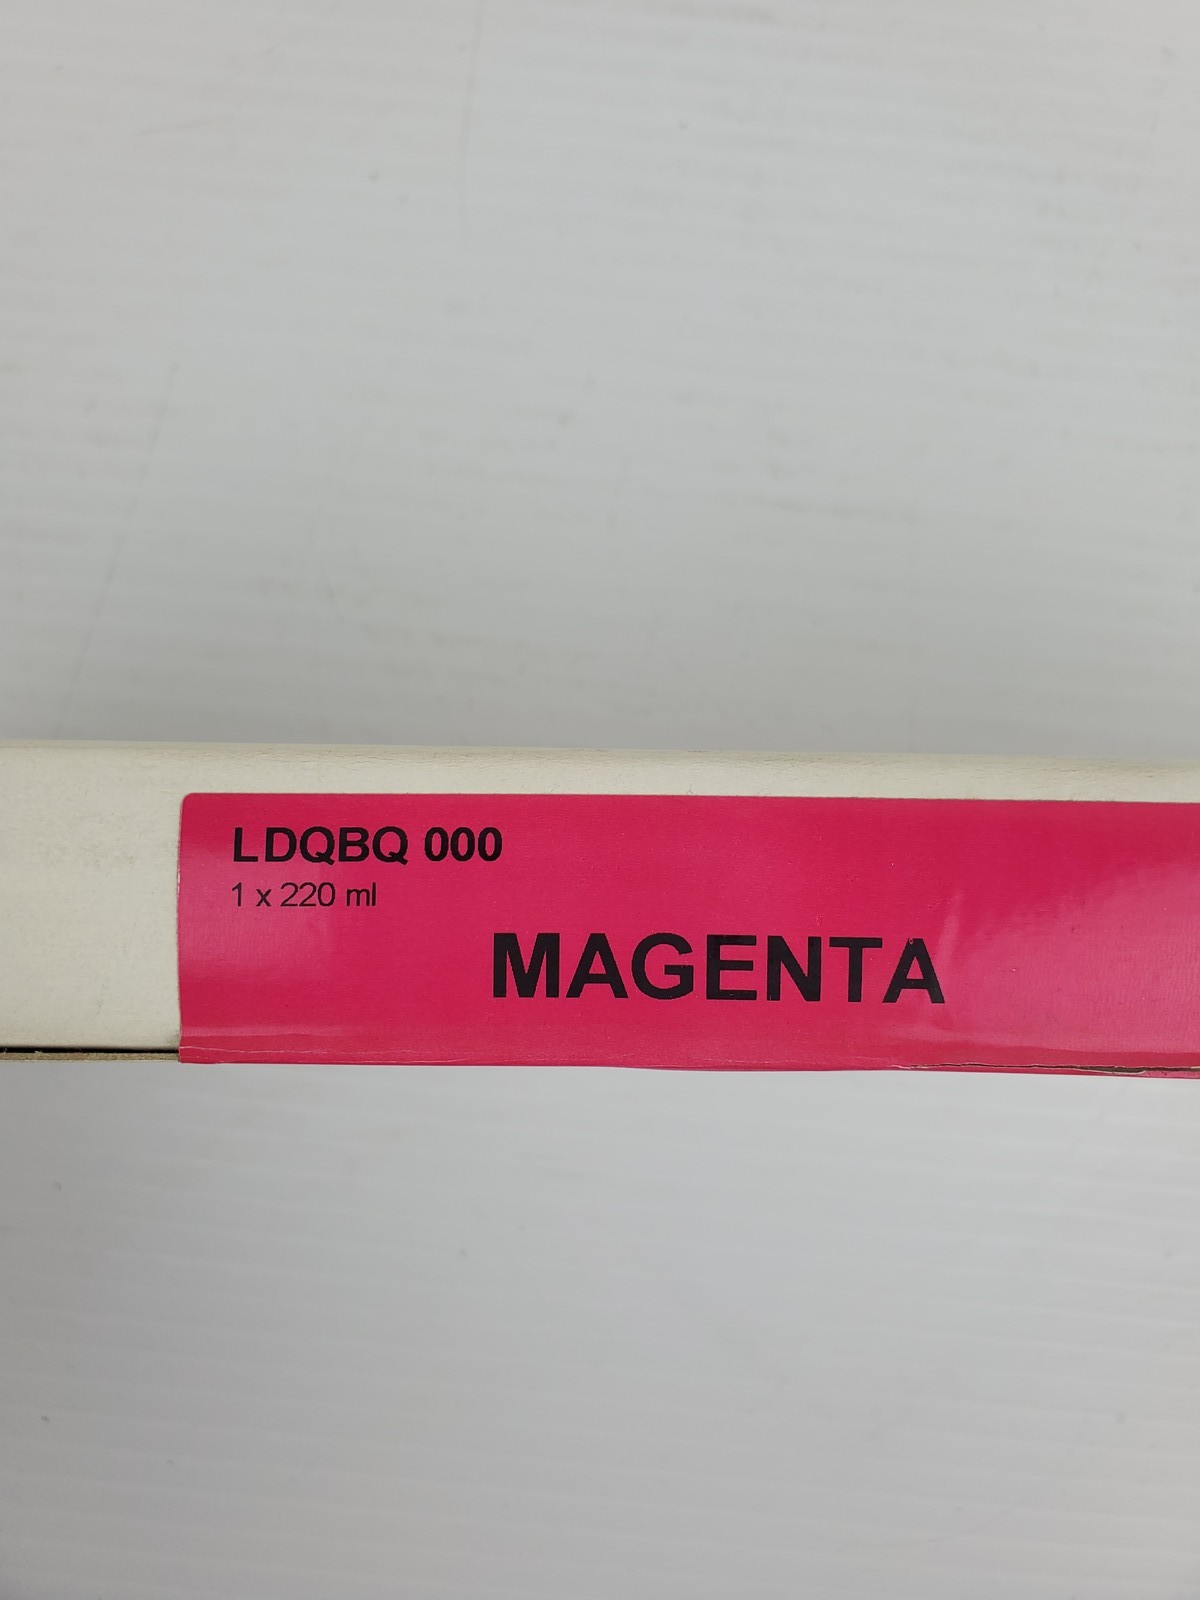 LDQBQ 000
1 x 220 ml
MAGENTA